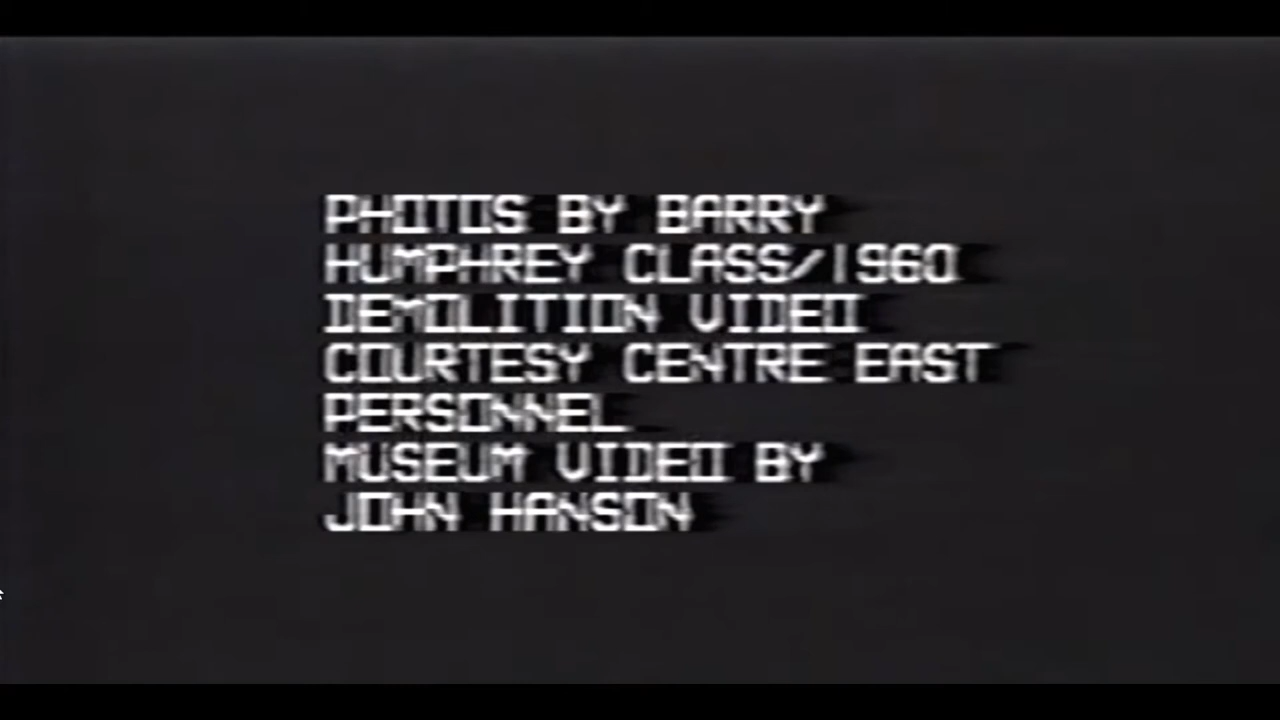 PHOTOS BY BARRY
HUMPHREY CLASS/1960
DEMOLITION VIDEO
COURTESY CENTRE EAST
PERSONNEL
MUSEUM VIDEO BY
JOHN HANSON